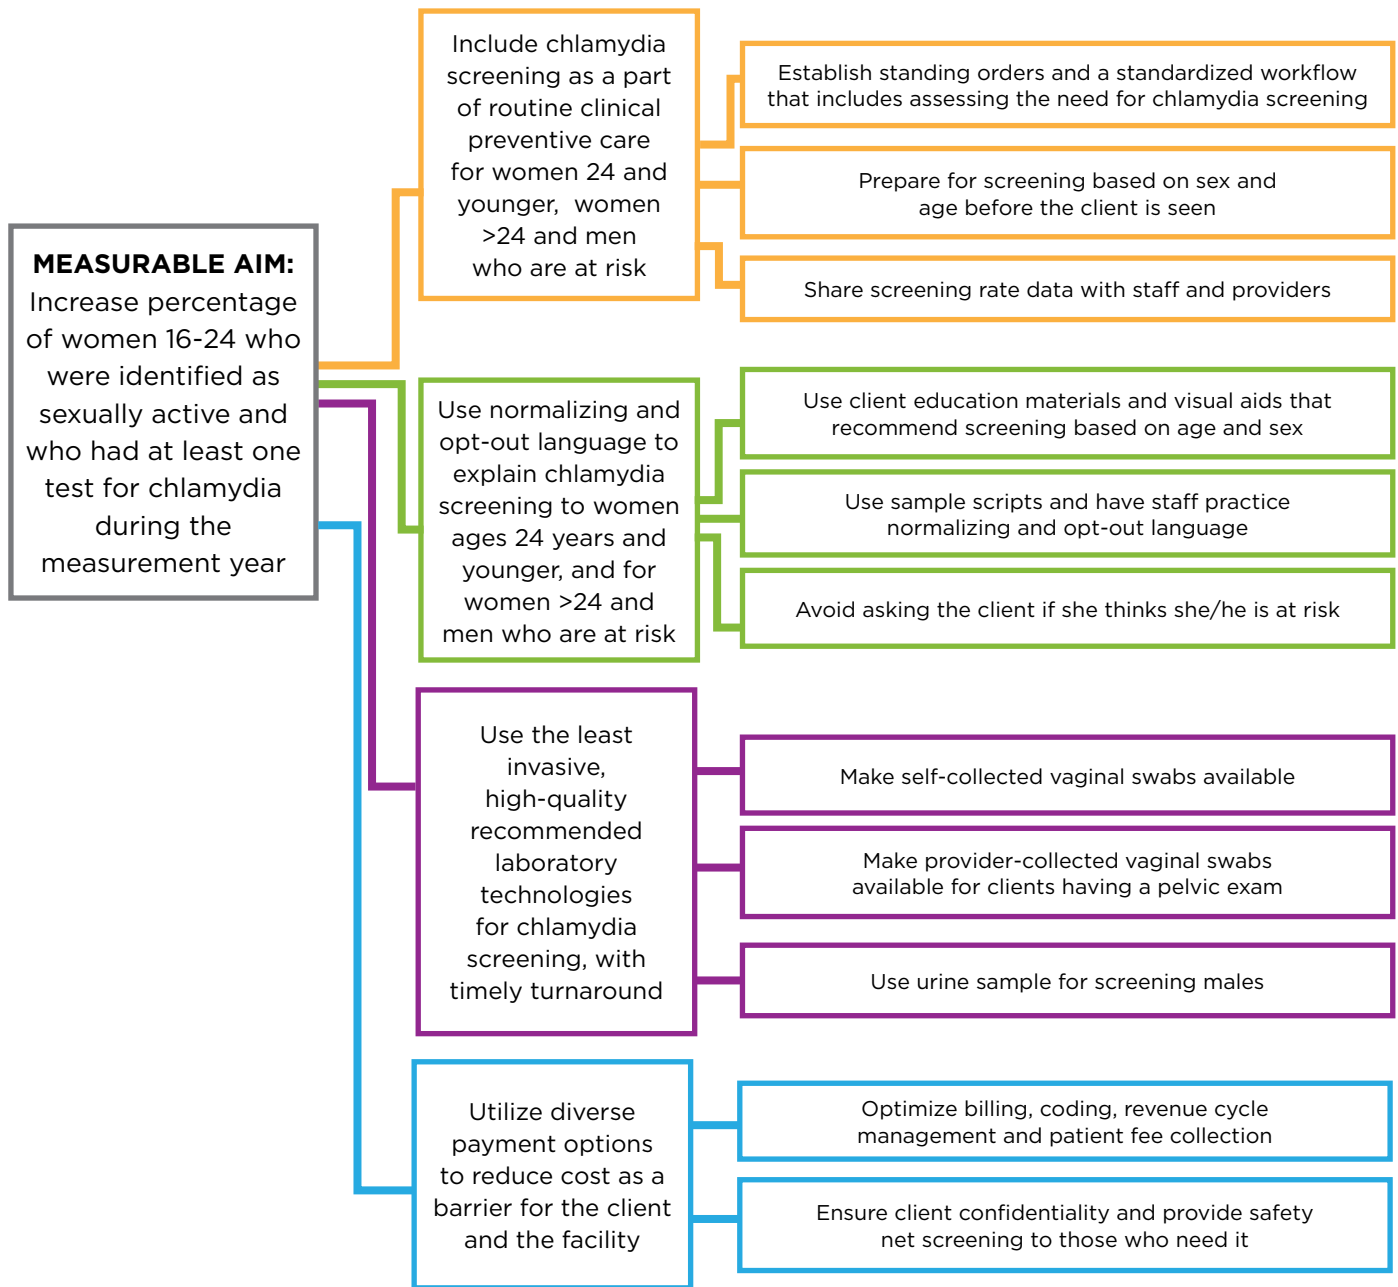 MEASURABLE AIM:
Increase percentage
of women 16-24 who
were identified as
sexually active and
who had at least one
test for chlamydia
during the
measurement year
Include chlamydia
screening as a part
of routine clinical
preventive care
for women 24 and
younger, women
>24 and men
who are at risk
Establish standing orders and a standardized workflow
that includes assessing the need for chlamydia screening
Prepare for screening based on sex and
age before the client is seen
Share screening rate data with staff and providers
Use normalizing and
opt-out language to
explain chlamydia
screening to women
ages 24 years and
younger, and for
women >24 and
men who are at risk
Use client education materials and visual aids that
recommend screening based on age and sex
Use sample scripts and have staff practice
normalizing and opt-out language
Avoid asking the client if she thinks she/he is at risk
Use the least
invasive,
high-quality
recommended
laboratory
technologies
for chlamydia
screening, with
timely turnaround
Make self-collected vaginal swabs available
Make provider-collected vaginal swabs
available for clients having a pelvic exam
Use urine sample for screening males
Utilize diverse
payment options
to reduce cost as a
barrier for the client
and the facility
Optimize billing, coding, revenue cycle
management and patient fee collection
Ensure client confidentiality and provide safety
net screening to those who need it